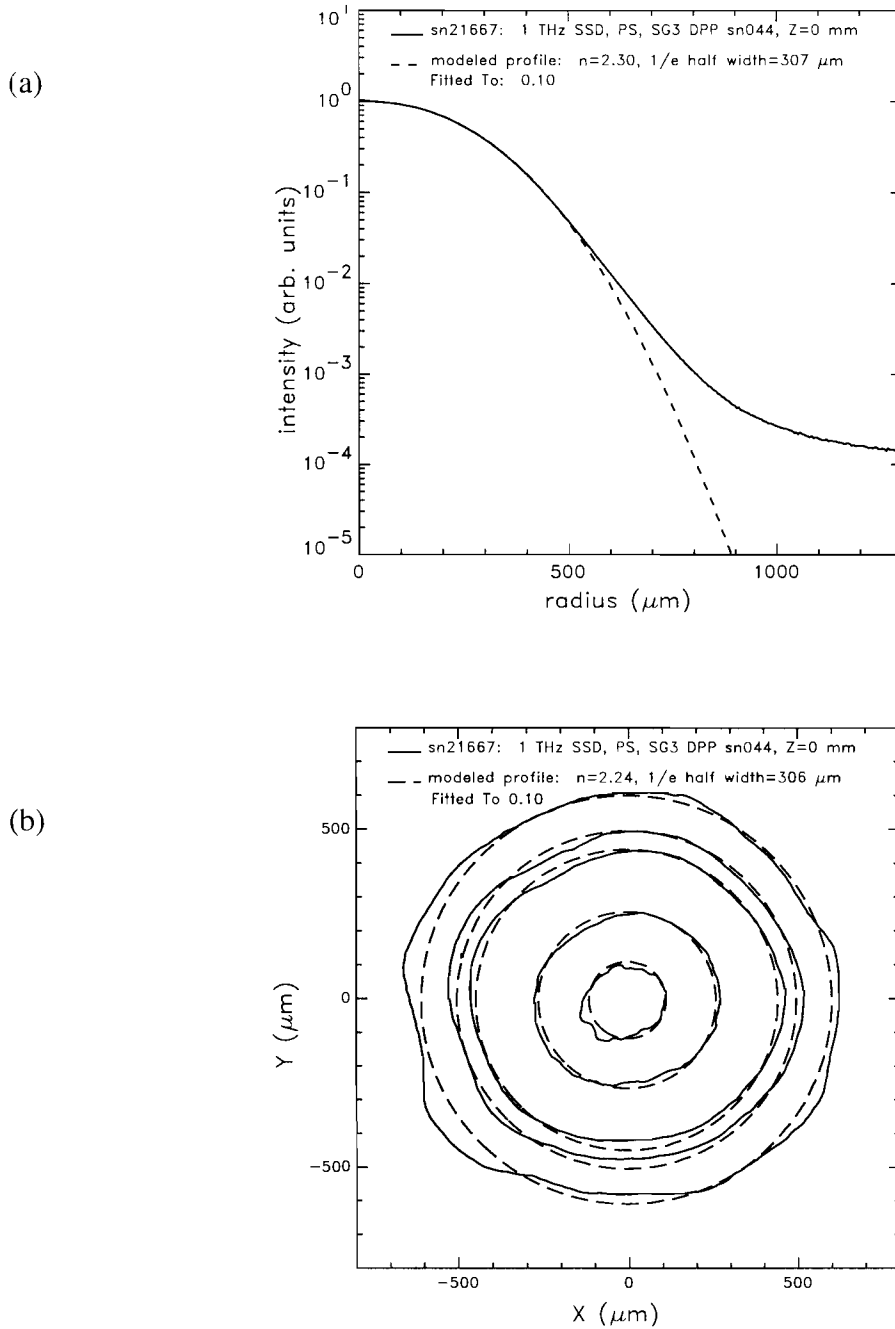 (a)
sn21667: 1 THz SSD, PS, SG3 DPP sn044, Z=0 mm
modeled profile: n=2.30, 1/e half width=307 μm
Fitted To: 0.10
intensity (arb. units)
10^1
10^0
10^-1
10^-2
10^-3
10^-4
10^-5
0
500
1000
radius (μm)
(b)
sn21667: 1 THz SSD, PS, SG3 DPP sn044, Z=0 mm
modeled profile: n=2.24, 1/e half width=306 μm
Fitted To 0.10
Y (μm)
500
0
-500
-500
0
500
X (μm)